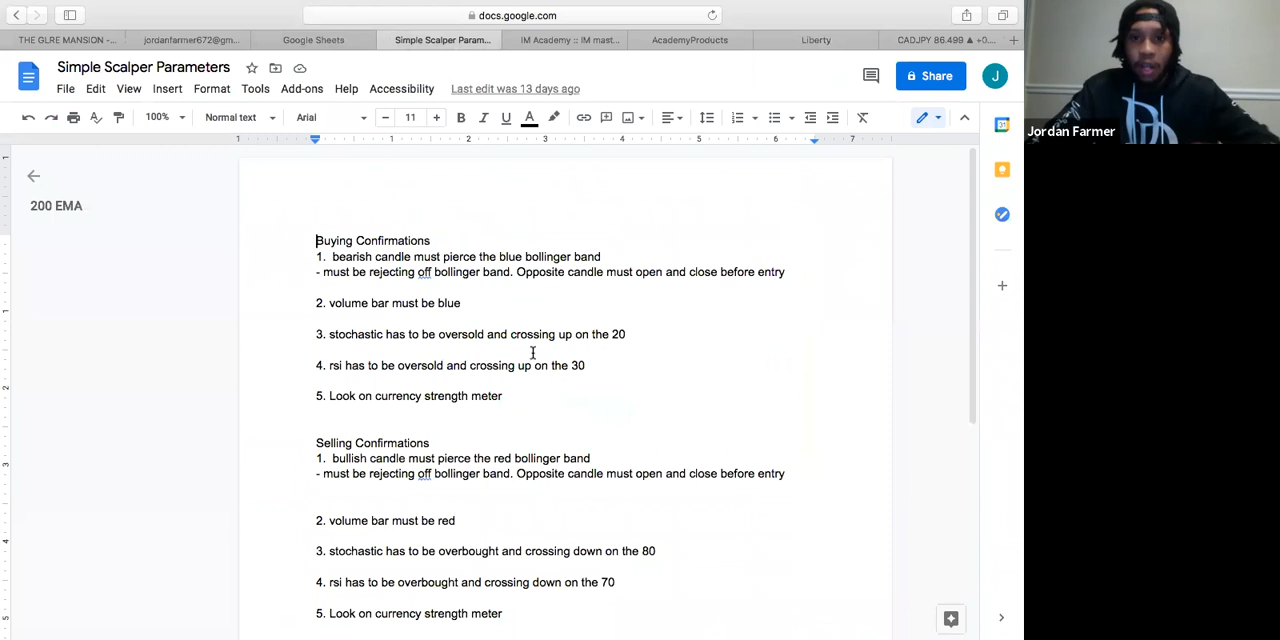 docs.google.com
THE GLRE MANSION -...
jordanfarmer672@gm...
Google Sheets
Simple Scalper Param...
IM Academy :: IM mast...
AcademyProducts
Liberty
CADJPY 86.499 ▲ +0....
Simple Scalper Parameters
Share
J
File Edit View Insert Format Tools Add-ons Help Accessibility Last edit was 13 days ago
100% Normal text Arial 11 B I U A
1 1 2 3 4 5 6 7
Jordan Farmer
200 EMA
Buying Confirmations
1. bearish candle must pierce the blue bollinger band
- must be rejecting off bollinger band. Opposite candle must open and close before entry
2. volume bar must be blue
3. stochastic has to be oversold and crossing up on the 20
4. rsi has to be oversold and crossing up on the 30
5. Look on currency strength meter
Selling Confirmations
1. bullish candle must pierce the red bollinger band
- must be rejecting off bollinger band. Opposite candle must open and close before entry
2. volume bar must be red
3. stochastic has to be overbought and crossing down on the 80
4. rsi has to be overbought and crossing down on the 70
5. Look on currency strength meter